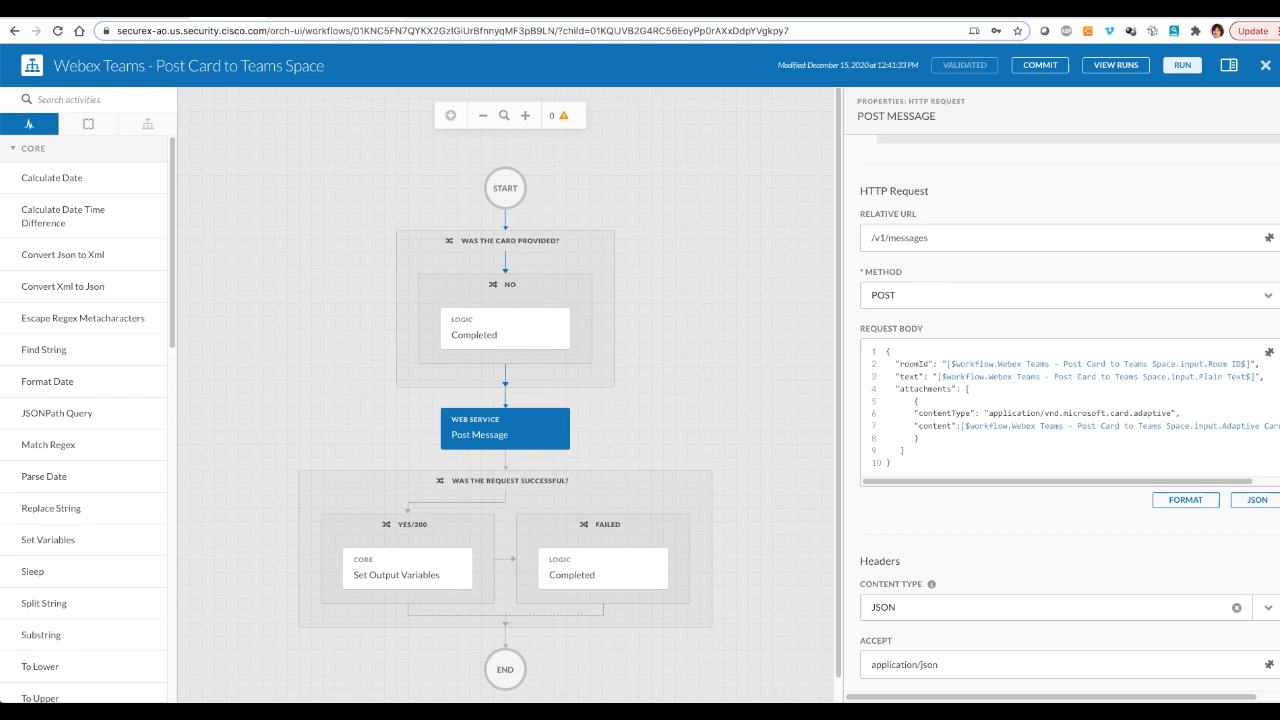 securex-ao.us.security.cisco.com/orch-ui/workflows/01KNC5FN7QYKX2GzIGiUrBfnnyqMF3pB9LN/?child=01KQIJVB2G4RC56EoyPp0rAXxDdpYVgkpy7
Update
Webex Teams - Post Card to Teams Space
Modified: December 15, 2020 at 12:41:33 PM
VALIDATED
COMMIT
VIEW RUNS
RUN
Search activities
CORE
Calculate Date
Calculate Date Time
Difference
Convert Json to Xml
Convert Xml to Json
Escape Regex Metacharacters
Find String
Format Date
JSONPath Query
Match Regex
Parse Date
Replace String
Set Variables
Sleep
Split String
Substring
To Lower
To Upper
0
START
WAS THE CARD PROVIDED?
NO
LOGIC
Completed
WEB SERVICE
Post Message
WAS THE REQUEST SUCCESSFUL?
YES/200
FAILED
CORE
Set Output Variables
LOGIC
Completed
END
PROPERTIES: HTTP REQUEST
POST MESSAGE
HTTP Request
RELATIVE URL
/v1/messages
* METHOD
POST
REQUEST BODY
1 {
2 "roomId": "[$workflow.Webex Teams - Post Card to Teams Space.input.Room ID$]",
3 "text": "[$workflow.Webex Teams - Post Card to Teams Space.input.Plain Text$]",
4 "attachments": [
5 {
6 "contentType": "application/vnd.microsoft.card.adaptive",
7 "content":[$workflow.Webex Teams - Post Card to Teams Space.input.Adaptive Car
8 }
9 ]
10 }
FORMAT
JSON
Headers
CONTENT TYPE
JSON
ACCEPT
application/json